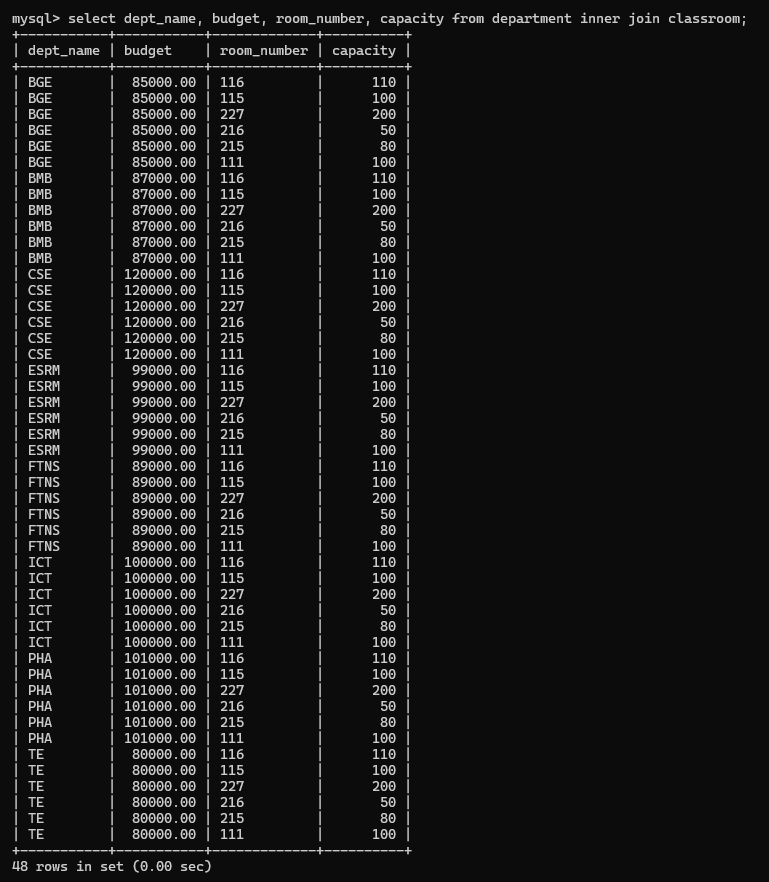 mysql> select dept_name, budget, room_number, capacity from department inner join classroom;
+-----------+-----------+-------------+----------+
| dept_name | budget    | room_number | capacity |
+-----------+-----------+-------------+----------+
| BGE       |  85000.00 | 116         |      110 |
| BGE       |  85000.00 | 115         |      100 |
| BGE       |  85000.00 | 227         |      200 |
| BGE       |  85000.00 | 216         |       50 |
| BGE       |  85000.00 | 215         |       80 |
| BGE       |  85000.00 | 111         |      100 |
| BMB       |  87000.00 | 116         |      110 |
| BMB       |  87000.00 | 115         |      100 |
| BMB       |  87000.00 | 227         |      200 |
| BMB       |  87000.00 | 216         |       50 |
| BMB       |  87000.00 | 215         |       80 |
| BMB       |  87000.00 | 111         |      100 |
| CSE       | 120000.00 | 116         |      110 |
| CSE       | 120000.00 | 115         |      100 |
| CSE       | 120000.00 | 227         |      200 |
| CSE       | 120000.00 | 216         |       50 |
| CSE       | 120000.00 | 215         |       80 |
| CSE       | 120000.00 | 111         |      100 |
| ESRM      |  99000.00 | 116         |      110 |
| ESRM      |  99000.00 | 115         |      100 |
| ESRM      |  99000.00 | 227         |      200 |
| ESRM      |  99000.00 | 216         |       50 |
| ESRM      |  99000.00 | 215         |       80 |
| ESRM      |  99000.00 | 111         |      100 |
| FTNS      |  89000.00 | 116         |      110 |
| FTNS      |  89000.00 | 115         |      100 |
| FTNS      |  89000.00 | 227         |      200 |
| FTNS      |  89000.00 | 216         |       50 |
| FTNS      |  89000.00 | 215         |       80 |
| FTNS      |  89000.00 | 111         |      100 |
| ICT       | 100000.00 | 116         |      110 |
| ICT       | 100000.00 | 115         |      100 |
| ICT       | 100000.00 | 227         |      200 |
| ICT       | 100000.00 | 216         |       50 |
| ICT       | 100000.00 | 215         |       80 |
| ICT       | 100000.00 | 111         |      100 |
| PHA       | 101000.00 | 116         |      110 |
| PHA       | 101000.00 | 115         |      100 |
| PHA       | 101000.00 | 227         |      200 |
| PHA       | 101000.00 | 216         |       50 |
| PHA       | 101000.00 | 215         |       80 |
| PHA       | 101000.00 | 111         |      100 |
| TE        |  80000.00 | 116         |      110 |
| TE        |  80000.00 | 115         |      100 |
| TE        |  80000.00 | 227         |      200 |
| TE        |  80000.00 | 216         |       50 |
| TE        |  80000.00 | 215         |       80 |
| TE        |  80000.00 | 111         |      100 |
+-----------+-----------+-------------+----------+
48 rows in set (0.00 sec)